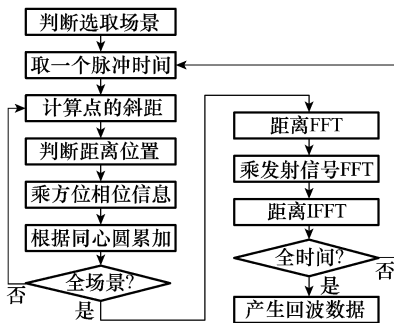 判断选取场景
取一个脉冲时间
计算点的斜距
判断距离位置
乘方位相位信息
根据同心圆累加
全场景?
否
是
距离FFT
乘发射信号FFT
距离IFFT
全时间?
否
是
产生回波数据